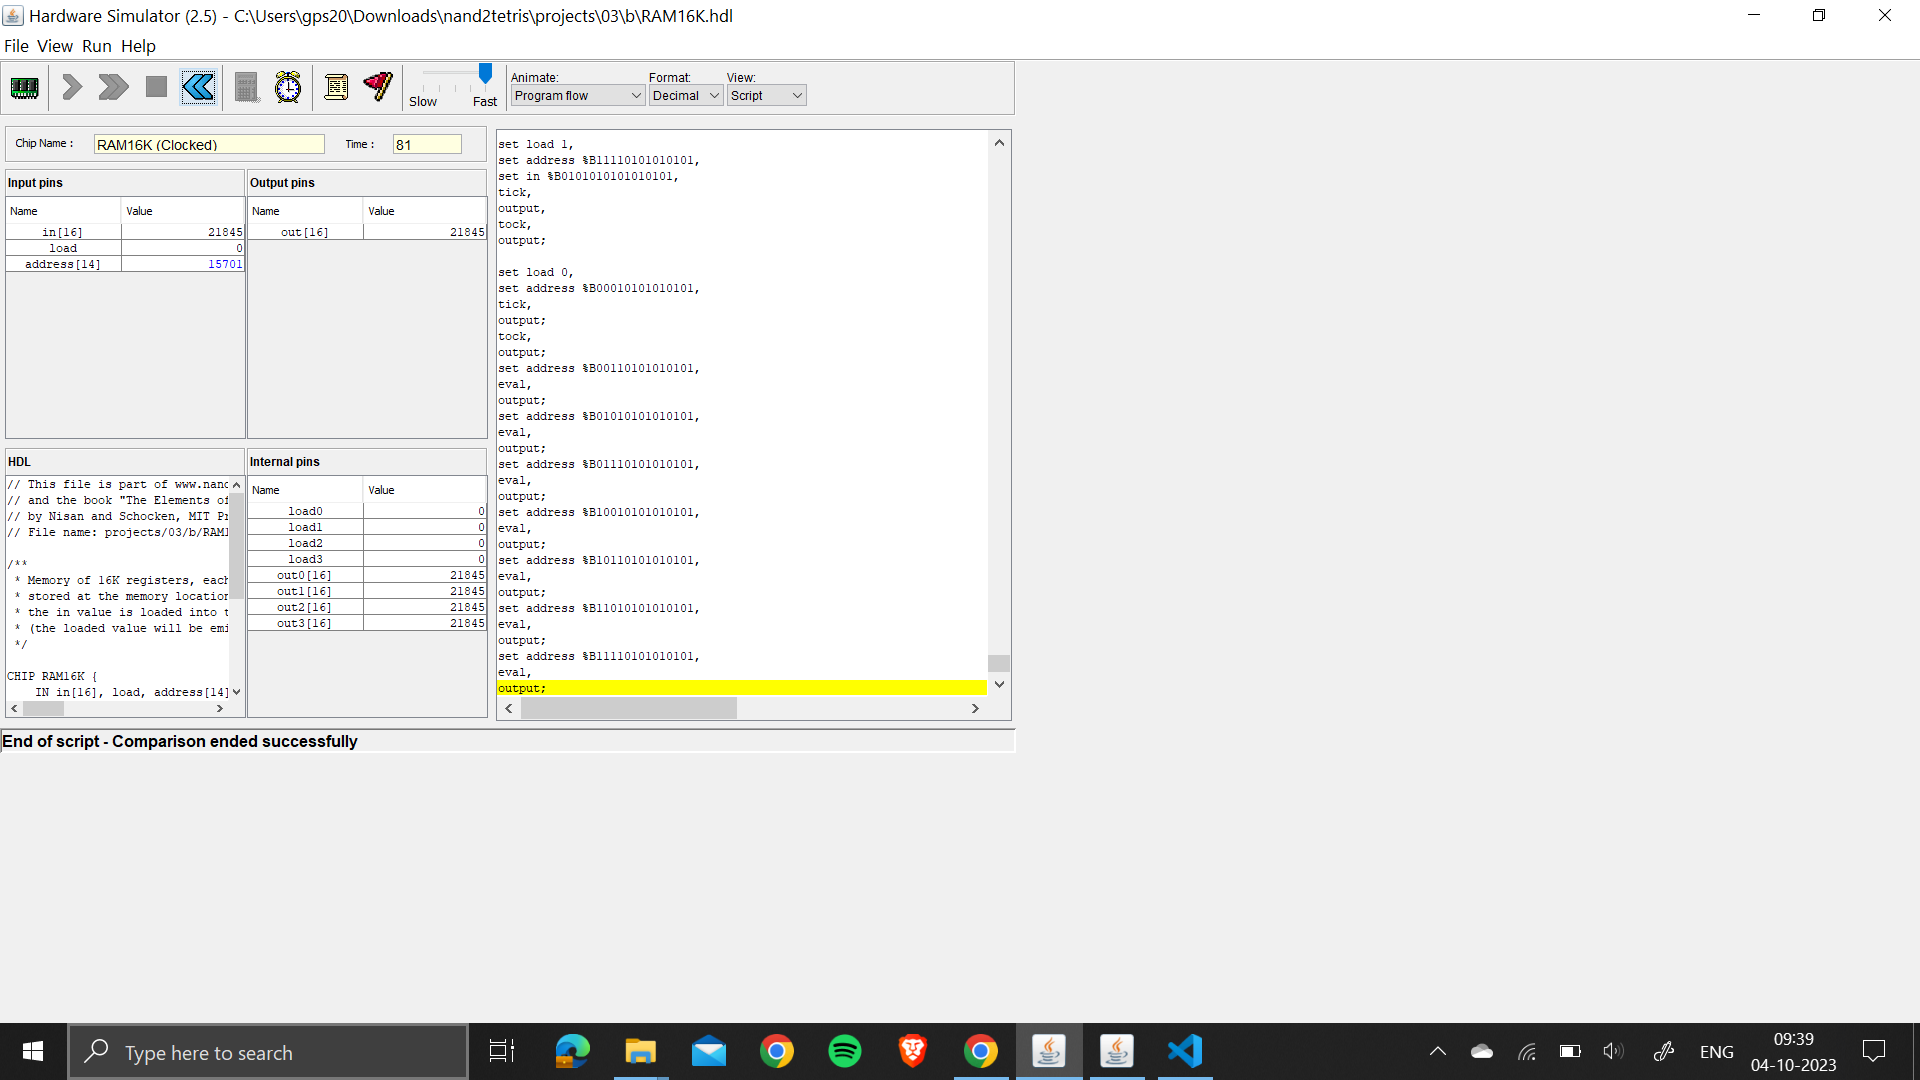 Hardware Simulator (2.5) - C:\Users\gps20\Downloads\nand2tetris\projects\03\b\RAM16K.hdl
File View Run Help
Slow Fast
Animate: Format: View:
Program flow Decimal Script
Chip Name : RAM16K (Clocked) Time : 81
Input pins
Name Value
in[16] 21845
load 0
address[14] 15701
Output pins
Name Value
out[16] 21845
HDL
// This file is part of www.nand
// and the book "The Elements of
// by Nisan and Schocken, MIT Pr
// File name: projects/03/b/RAM1
/**
* Memory of 16K registers, each
* stored at the memory location
* the in value is loaded into t
* (the loaded value will be emi
*/
CHIP RAM16K {
IN in[16], load, address[14]
Internal pins
Name Value
load0 0
load1 0
load2 0
load3 0
out0[16] 21845
out1[16] 21845
out2[16] 21845
out3[16] 21845
set load 1,
set address %B11110101010101,
set in %B0101010101010101,
tick,
output,
tock,
output;
set load 0,
set address %B00010101010101,
tick,
output;
tock,
output;
set address %B00110101010101,
eval,
output;
set address %B01010101010101,
eval,
output;
set address %B01110101010101,
eval,
output;
set address %B10010101010101,
eval,
output;
set address %B10110101010101,
eval,
output;
set address %B11010101010101,
eval,
output;
set address %B11110101010101,
eval,
output;
End of script - Comparison ended successfully
Type here to search
ENG
09:39
04-10-2023